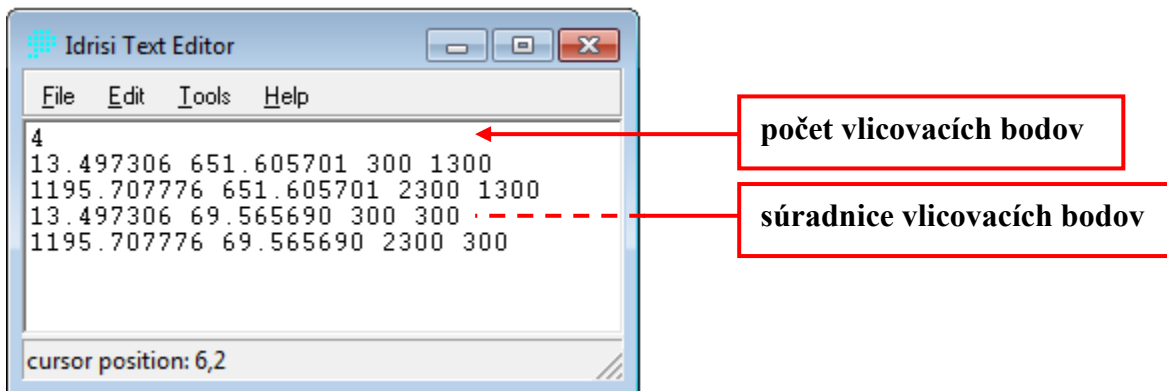 Idrisi Text Editor
File Edit Tools Help
4
13.497306 651.605701 300 1300
1195.707776 651.605701 2300 1300
13.497306 69.565690 300 300
1195.707776 69.565690 2300 300
cursor position: 6,2
počet vlicovacích bodov
súradnice vlicovacích bodov